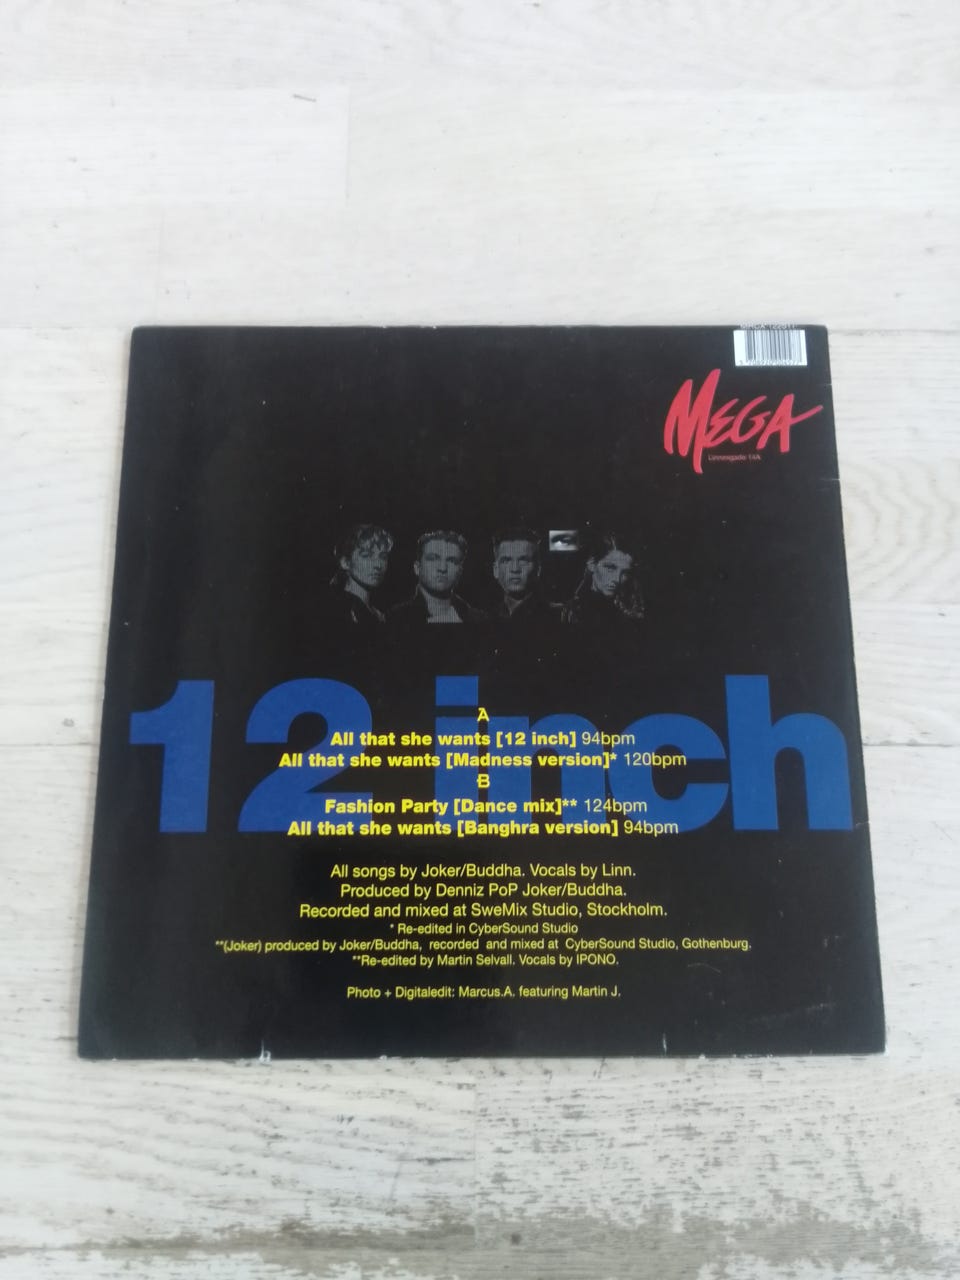 MEGA
12 inch
A
All that she wants [12 inch] 94bpm
All that she wants [Madness version]* 120bpm
B
Fashion Party [Dance mix]** 124bpm
All that she wants [Banghra version] 94bpm
All songs by Joker/Buddha. Vocals by Linn.
Produced by Denniz PoP Joker/Buddha.
Recorded and mixed at SweMix Studio, Stockholm.
* Re-edited in CyberSound Studio
**(Joker) produced by Joker/Buddha, recorded and mixed at CyberSound Studio, Gothenburg.
**Re-edited by Martin Selvall. Vocals by IPONO.
Photo + Digitaledit: Marcus.A. featuring Martin J.